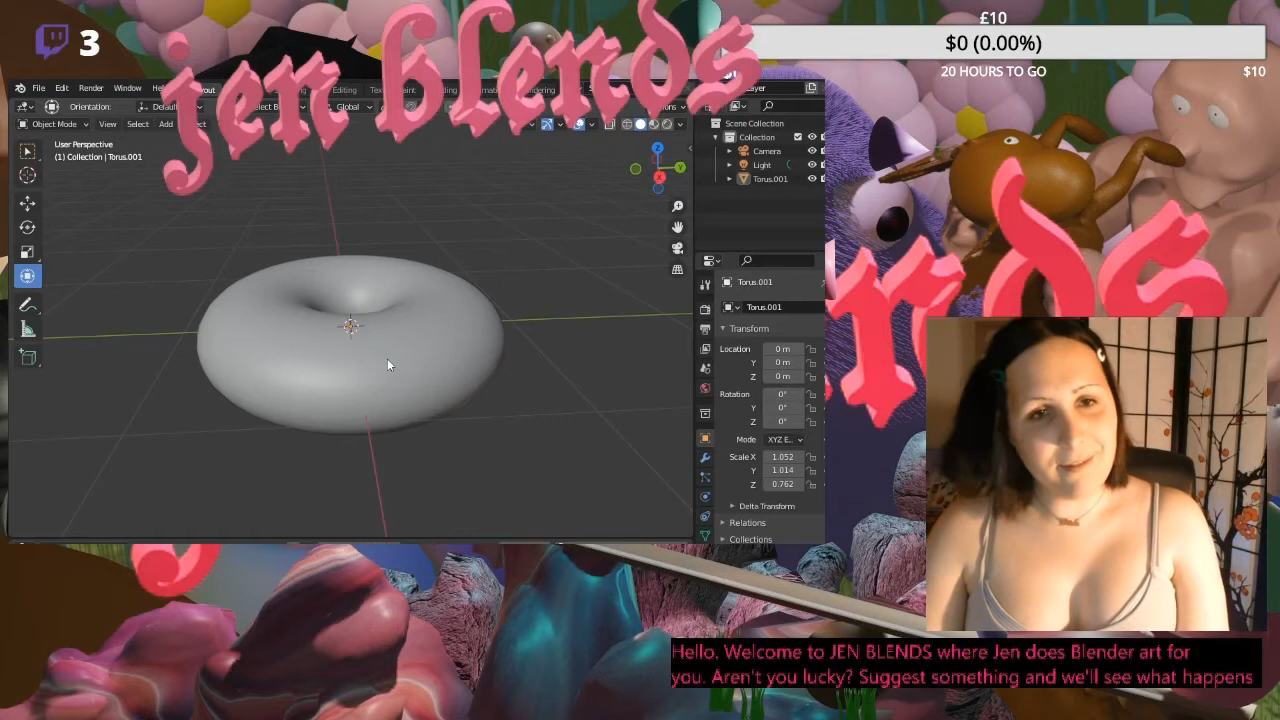 3
£10
$0 (0.00%)
20 HOURS TO GO
$10
jen blends
File Edit Render Window
Orientation: Global
Object Mode View Select Add
User Perspective
(1) Collection | Torus.001
Scene Collection
Collection
Camera
Light
Torus.001
Torus.001
Torus.001
Transform
Location 0 m
Y 0 m
Z 0 m
Rotation 0°
Y 0°
Z 0°
Mode XYZ E..
Scale X 1.052
Y 1.014
Z 0.762
Delta Transform
Relations
Collections
Hello. Welcome to JEN BLENDS where Jen does Blender art for
you. Aren't you lucky? Suggest something and we'll see what happens